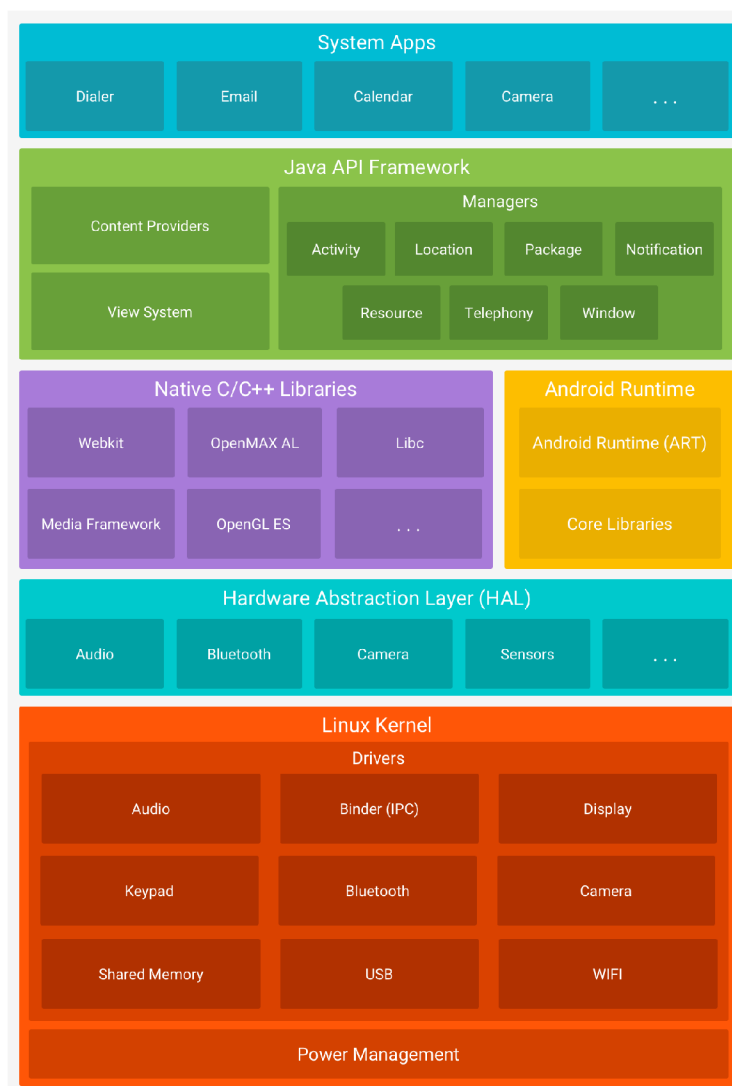 System Apps
Dialer
Email
Calendar
Camera
. . .
Java API Framework
Content Providers
View System
Managers
Activity
Location
Package
Notification
Resource
Telephony
Window
Native C/C++ Libraries
Webkit
OpenMAX AL
Libc
Media Framework
OpenGL ES
. . .
Android Runtime
Android Runtime (ART)
Core Libraries
Hardware Abstraction Layer (HAL)
Audio
Bluetooth
Camera
Sensors
. . .
Linux Kernel
Drivers
Audio
Binder (IPC)
Display
Keypad
Bluetooth
Camera
Shared Memory
USB
WIFI
Power Management